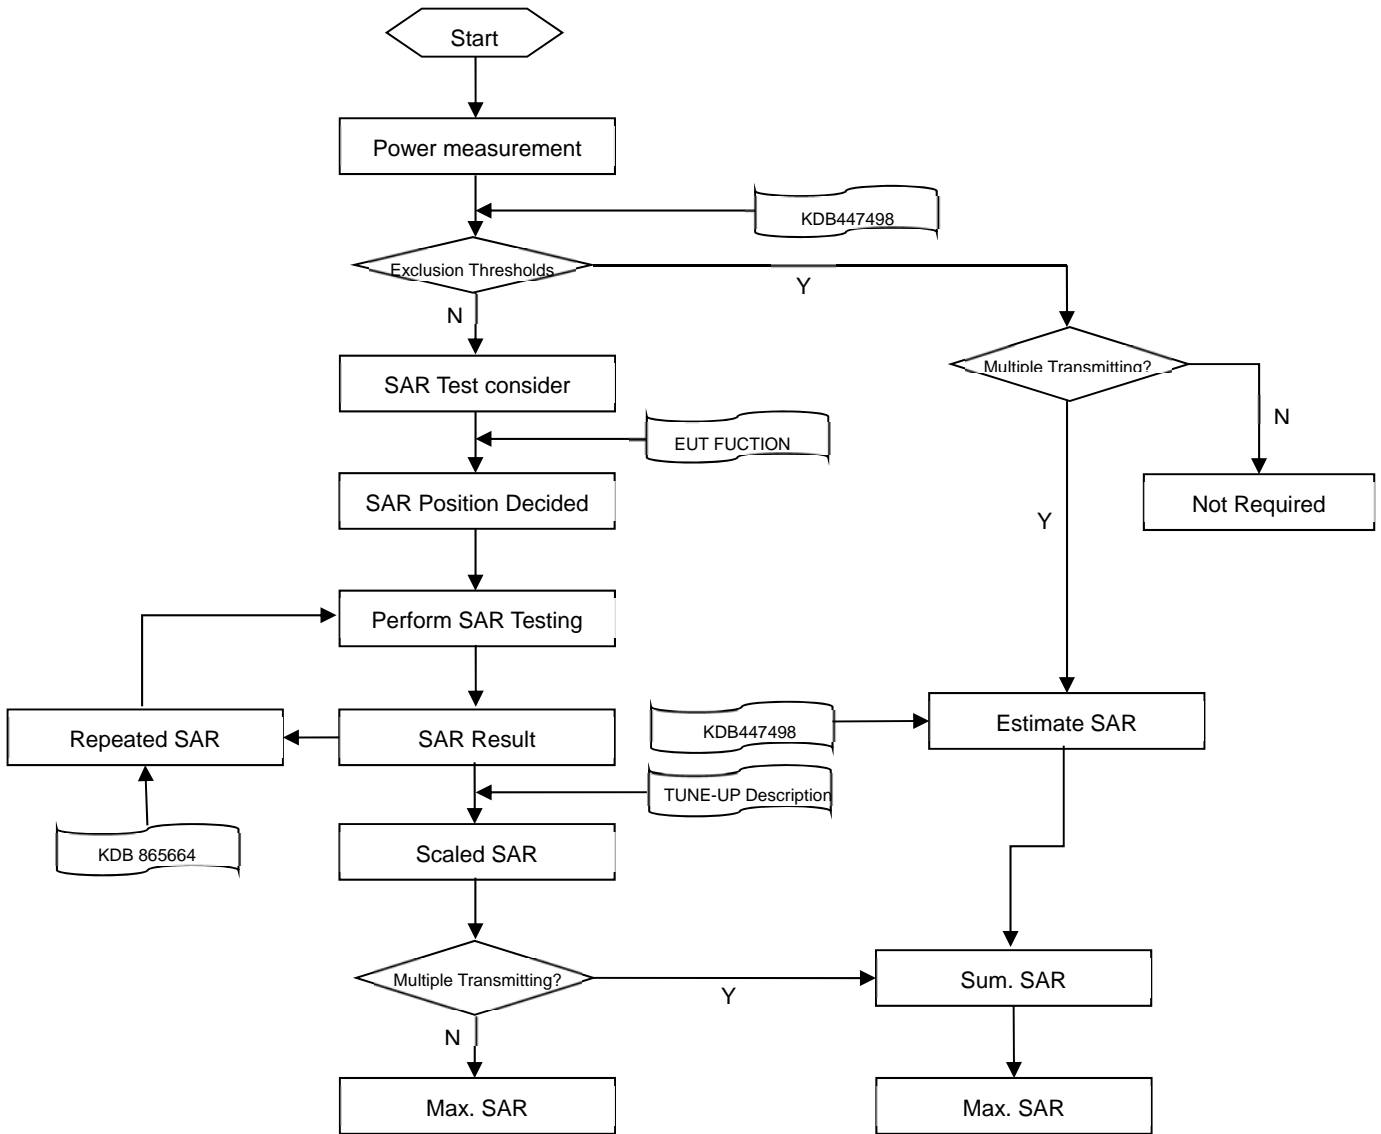 Start
Power measurement
KDB447498
Exclusion Thresholds
Y
N
Multiple Transmitting?
SAR Test consider
N
EUT FUCTION
SAR Position Decided
Not Required
Y
Perform SAR Testing
Repeated SAR
SAR Result
KDB447498
Estimate SAR
TUNE-UP Description
KDB 865664
Scaled SAR
Multiple Transmitting?
Y
Sum. SAR
N
Max. SAR
Max. SAR